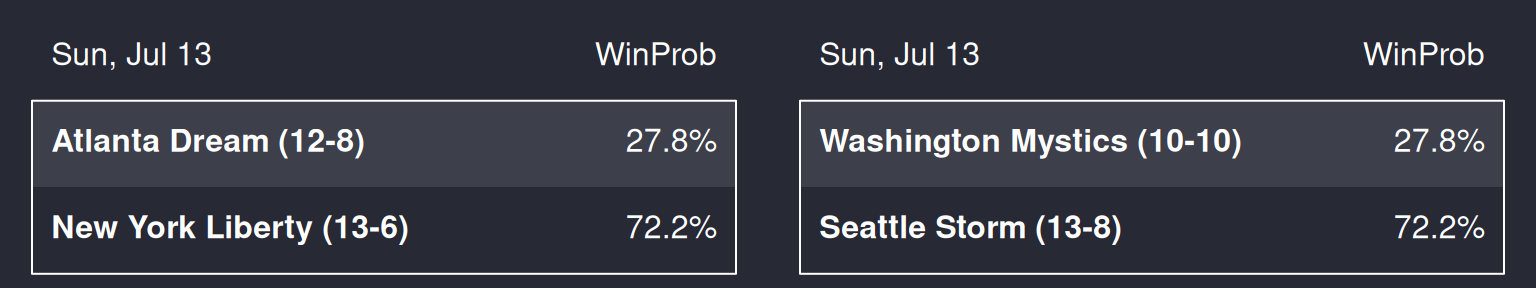 Sun, Jul 13 WinProb
Atlanta Dream (12-8) 27.8%
New York Liberty (13-6) 72.2%
Sun, Jul 13 WinProb
Washington Mystics (10-10) 27.8%
Seattle Storm (13-8) 72.2%